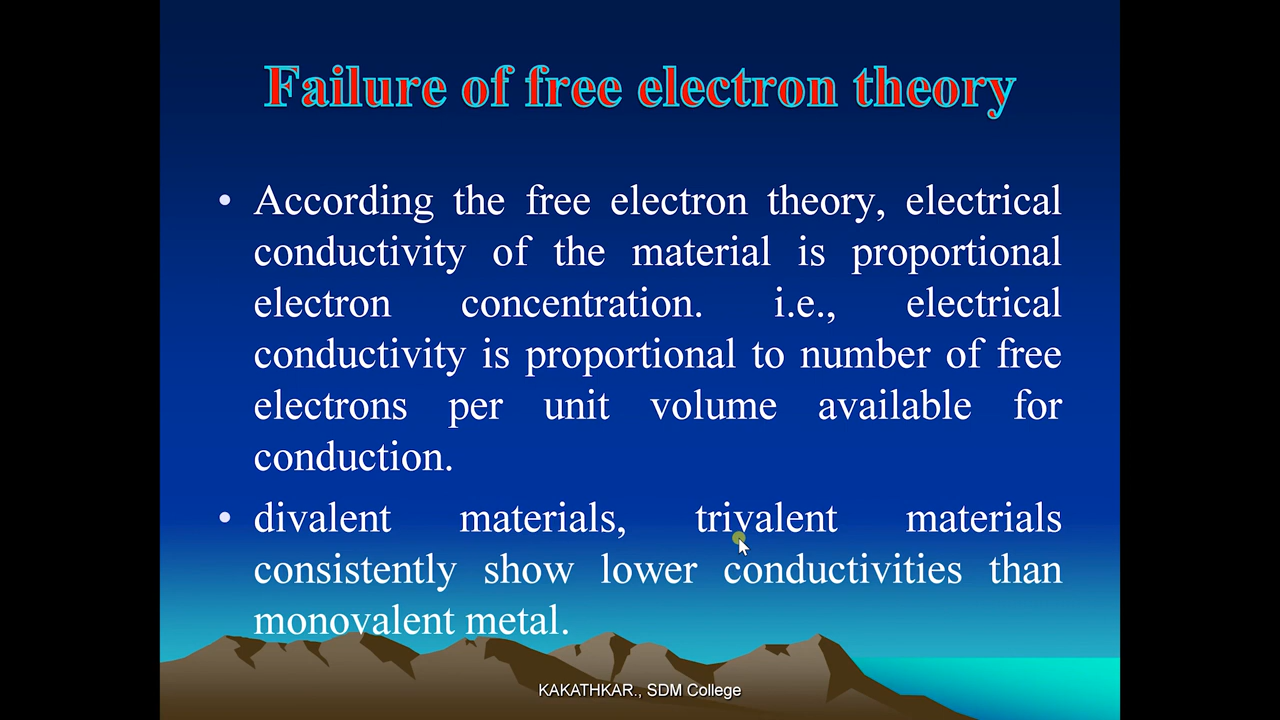 Failure of free electron theory
• According the free electron theory, electrical
conductivity of the material is proportional
electron concentration. i.e., electrical
conductivity is proportional to number of free
electrons per unit volume available for
conduction.
• divalent materials, trivalent materials
consistently show lower conductivities than
monovalent metal.
KAKATHKAR., SDM College